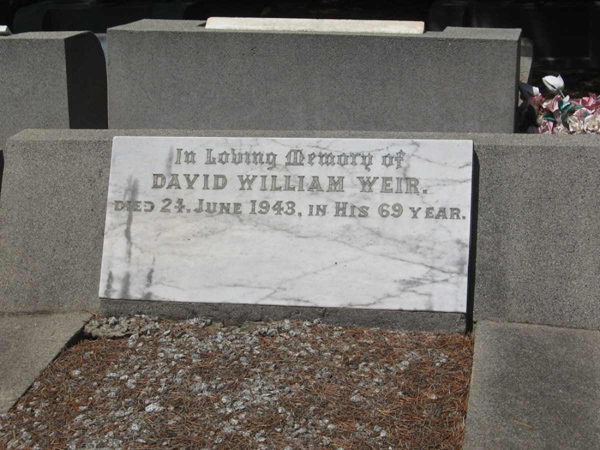 In Loving Memory of
DAVID WILLIAM WEIR.
DIED 24. JUNE 1943, IN HIS 69 YEAR.